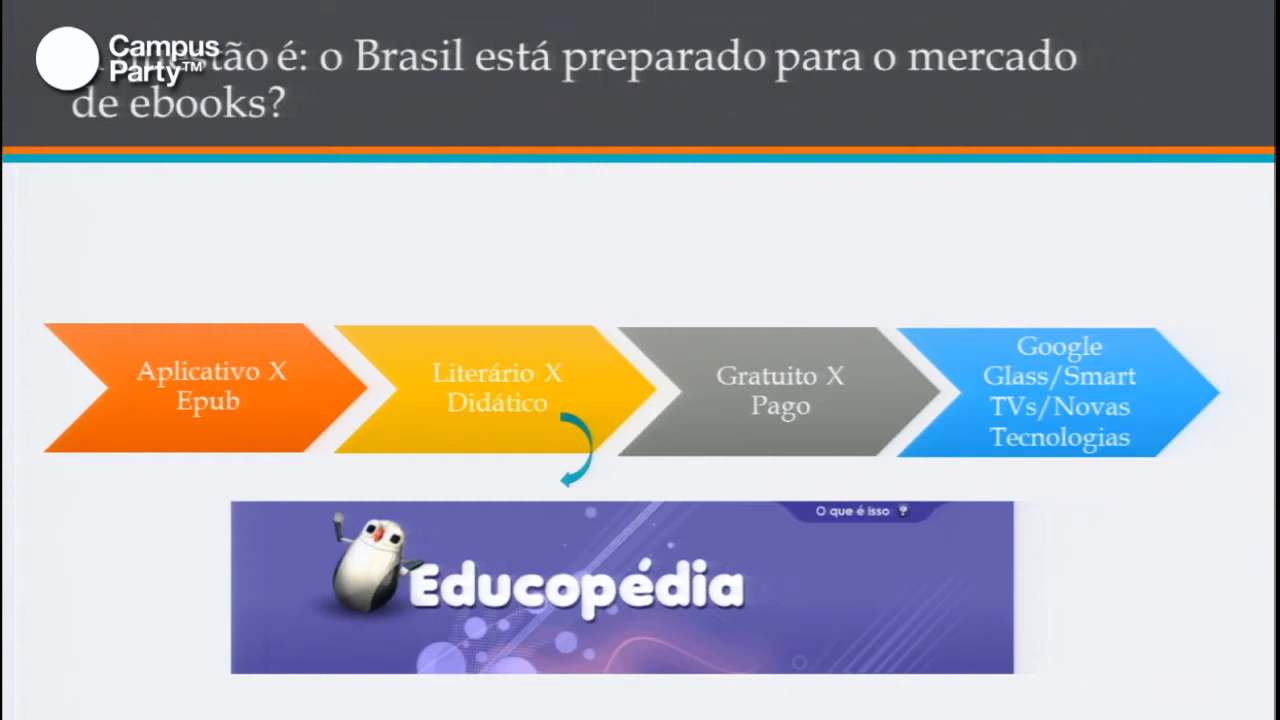 Campus
Party™
é: o Brasil está preparado para o mercado
de ebooks?
Aplicativo X
Epub
Literário X
Didático
Gratuito X
Pago
Google
Glass/Smart
TVs/Novas
Tecnologias
O que é isso ?
Educopédia